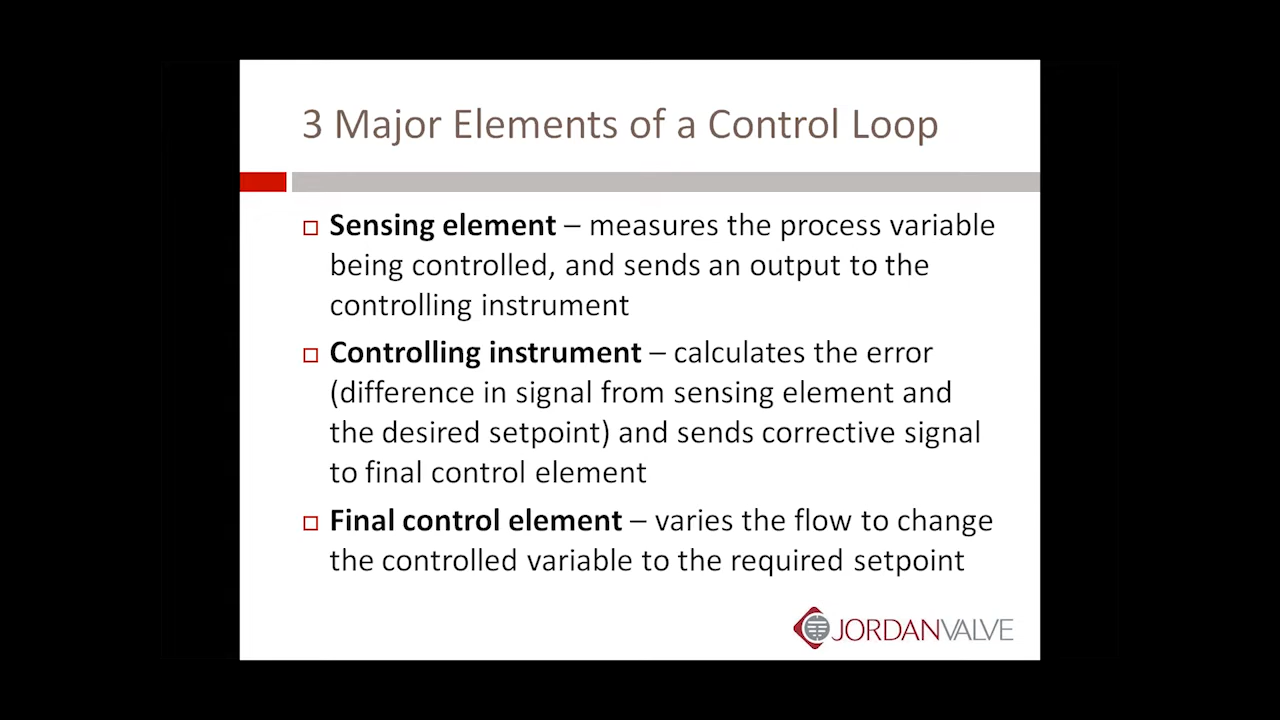 3 Major Elements of a Control Loop
Sensing element – measures the process variable
being controlled, and sends an output to the
controlling instrument
Controlling instrument – calculates the error
(difference in signal from sensing element and
the desired setpoint) and sends corrective signal
to final control element
Final control element – varies the flow to change
the controlled variable to the required setpoint
JORDANVALVE